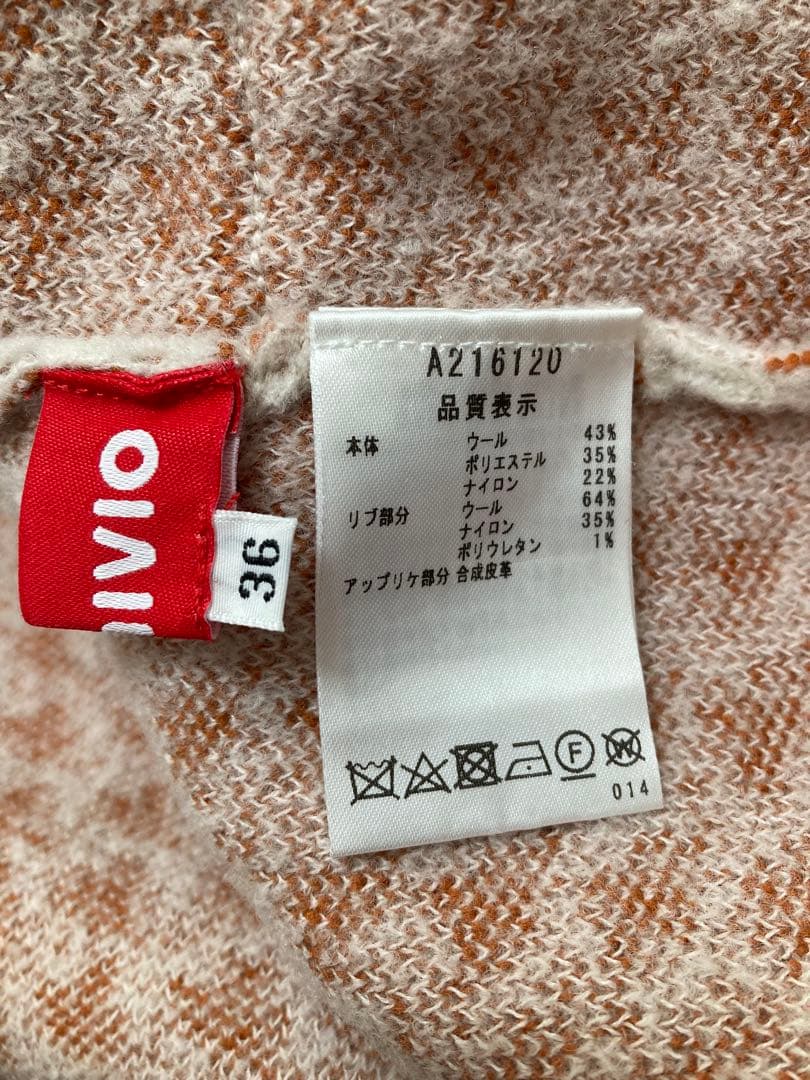 A216120
品質表示
本体 ウール 43%
ポリエステル 35%
ナイロン 22%
リブ部分 ウール 64%
ナイロン 35%
ポリウレタン 1%
アップリケ部分 合成皮革
F W
014
36
IVIO